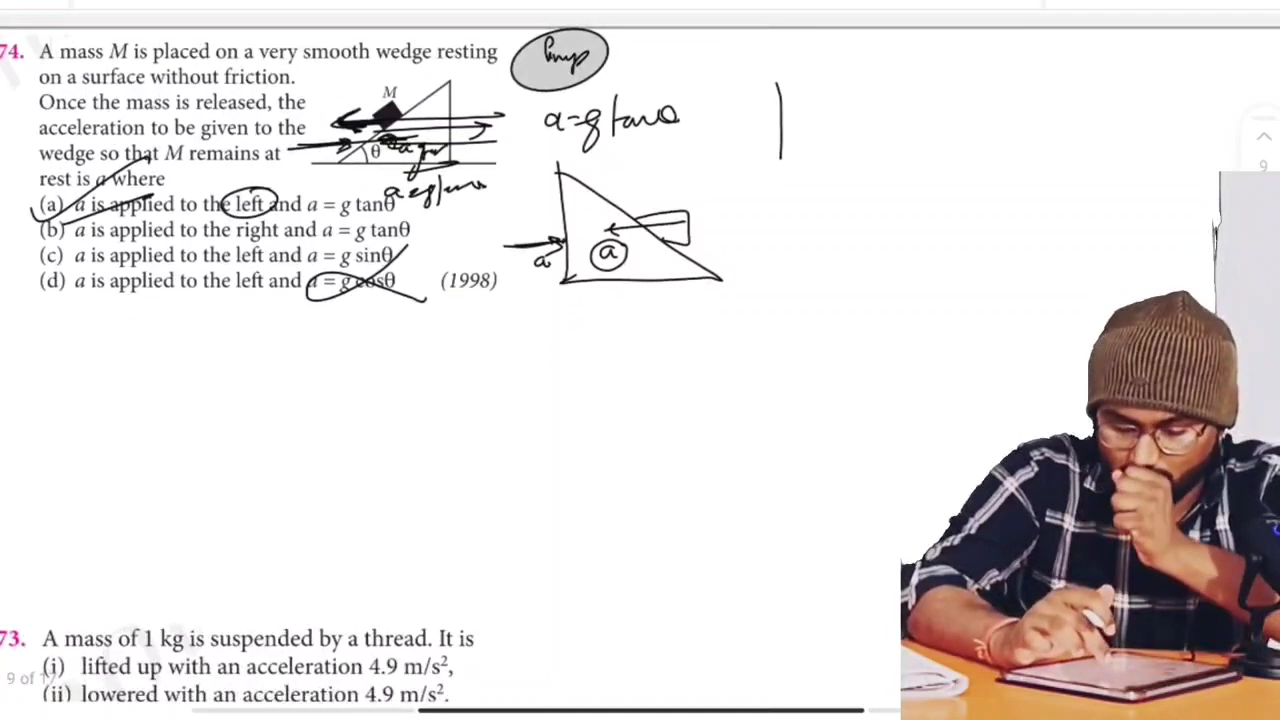 74. A mass M is placed on a very smooth wedge resting
on a surface without friction.
Once the mass is released, the
acceleration to be given to the
wedge so that M remains at
rest is a where
(a) a is applied to the left and a = g tanθ
(b) a is applied to the right and a = g tanθ
(c) a is applied to the left and a = g sinθ
(d) a is applied to the left and a = g cosθ (1998)
M
θ
a = g tanθ
a = g tanθ
a
a
73. A mass of 1 kg is suspended by a thread. It is
(i) lifted up with an acceleration 4.9 m/s²,
(ii) lowered with an acceleration 4.9 m/s².
9 of 1
9